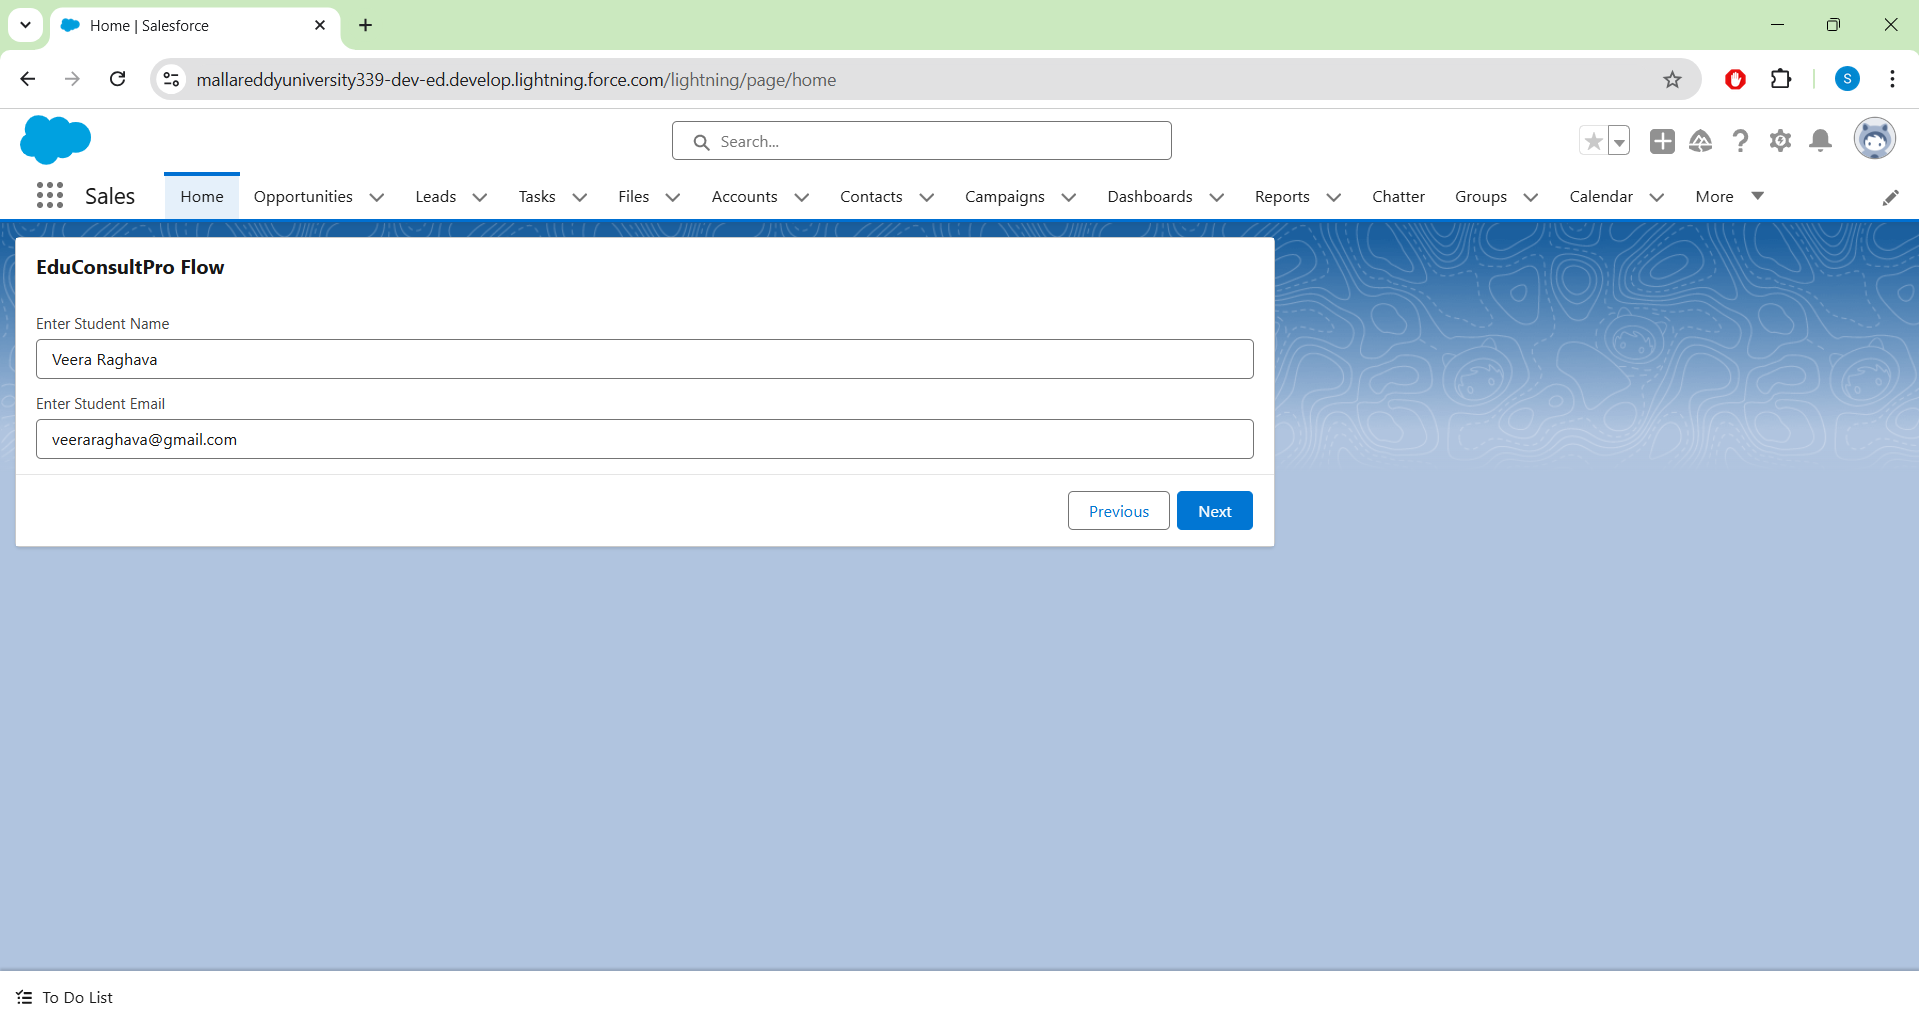 Home | Salesforce
mallareddyuniversity339-dev-ed.develop.lightning.force.com/lightning/page/home
S
Search...
Sales Home Opportunities Leads Tasks Files Accounts Contacts Campaigns Dashboards Reports Chatter Groups Calendar More
EduConsultPro Flow
Enter Student Name
Veera Raghava
Enter Student Email
veeraraghava@gmail.com
Previous Next
To Do List